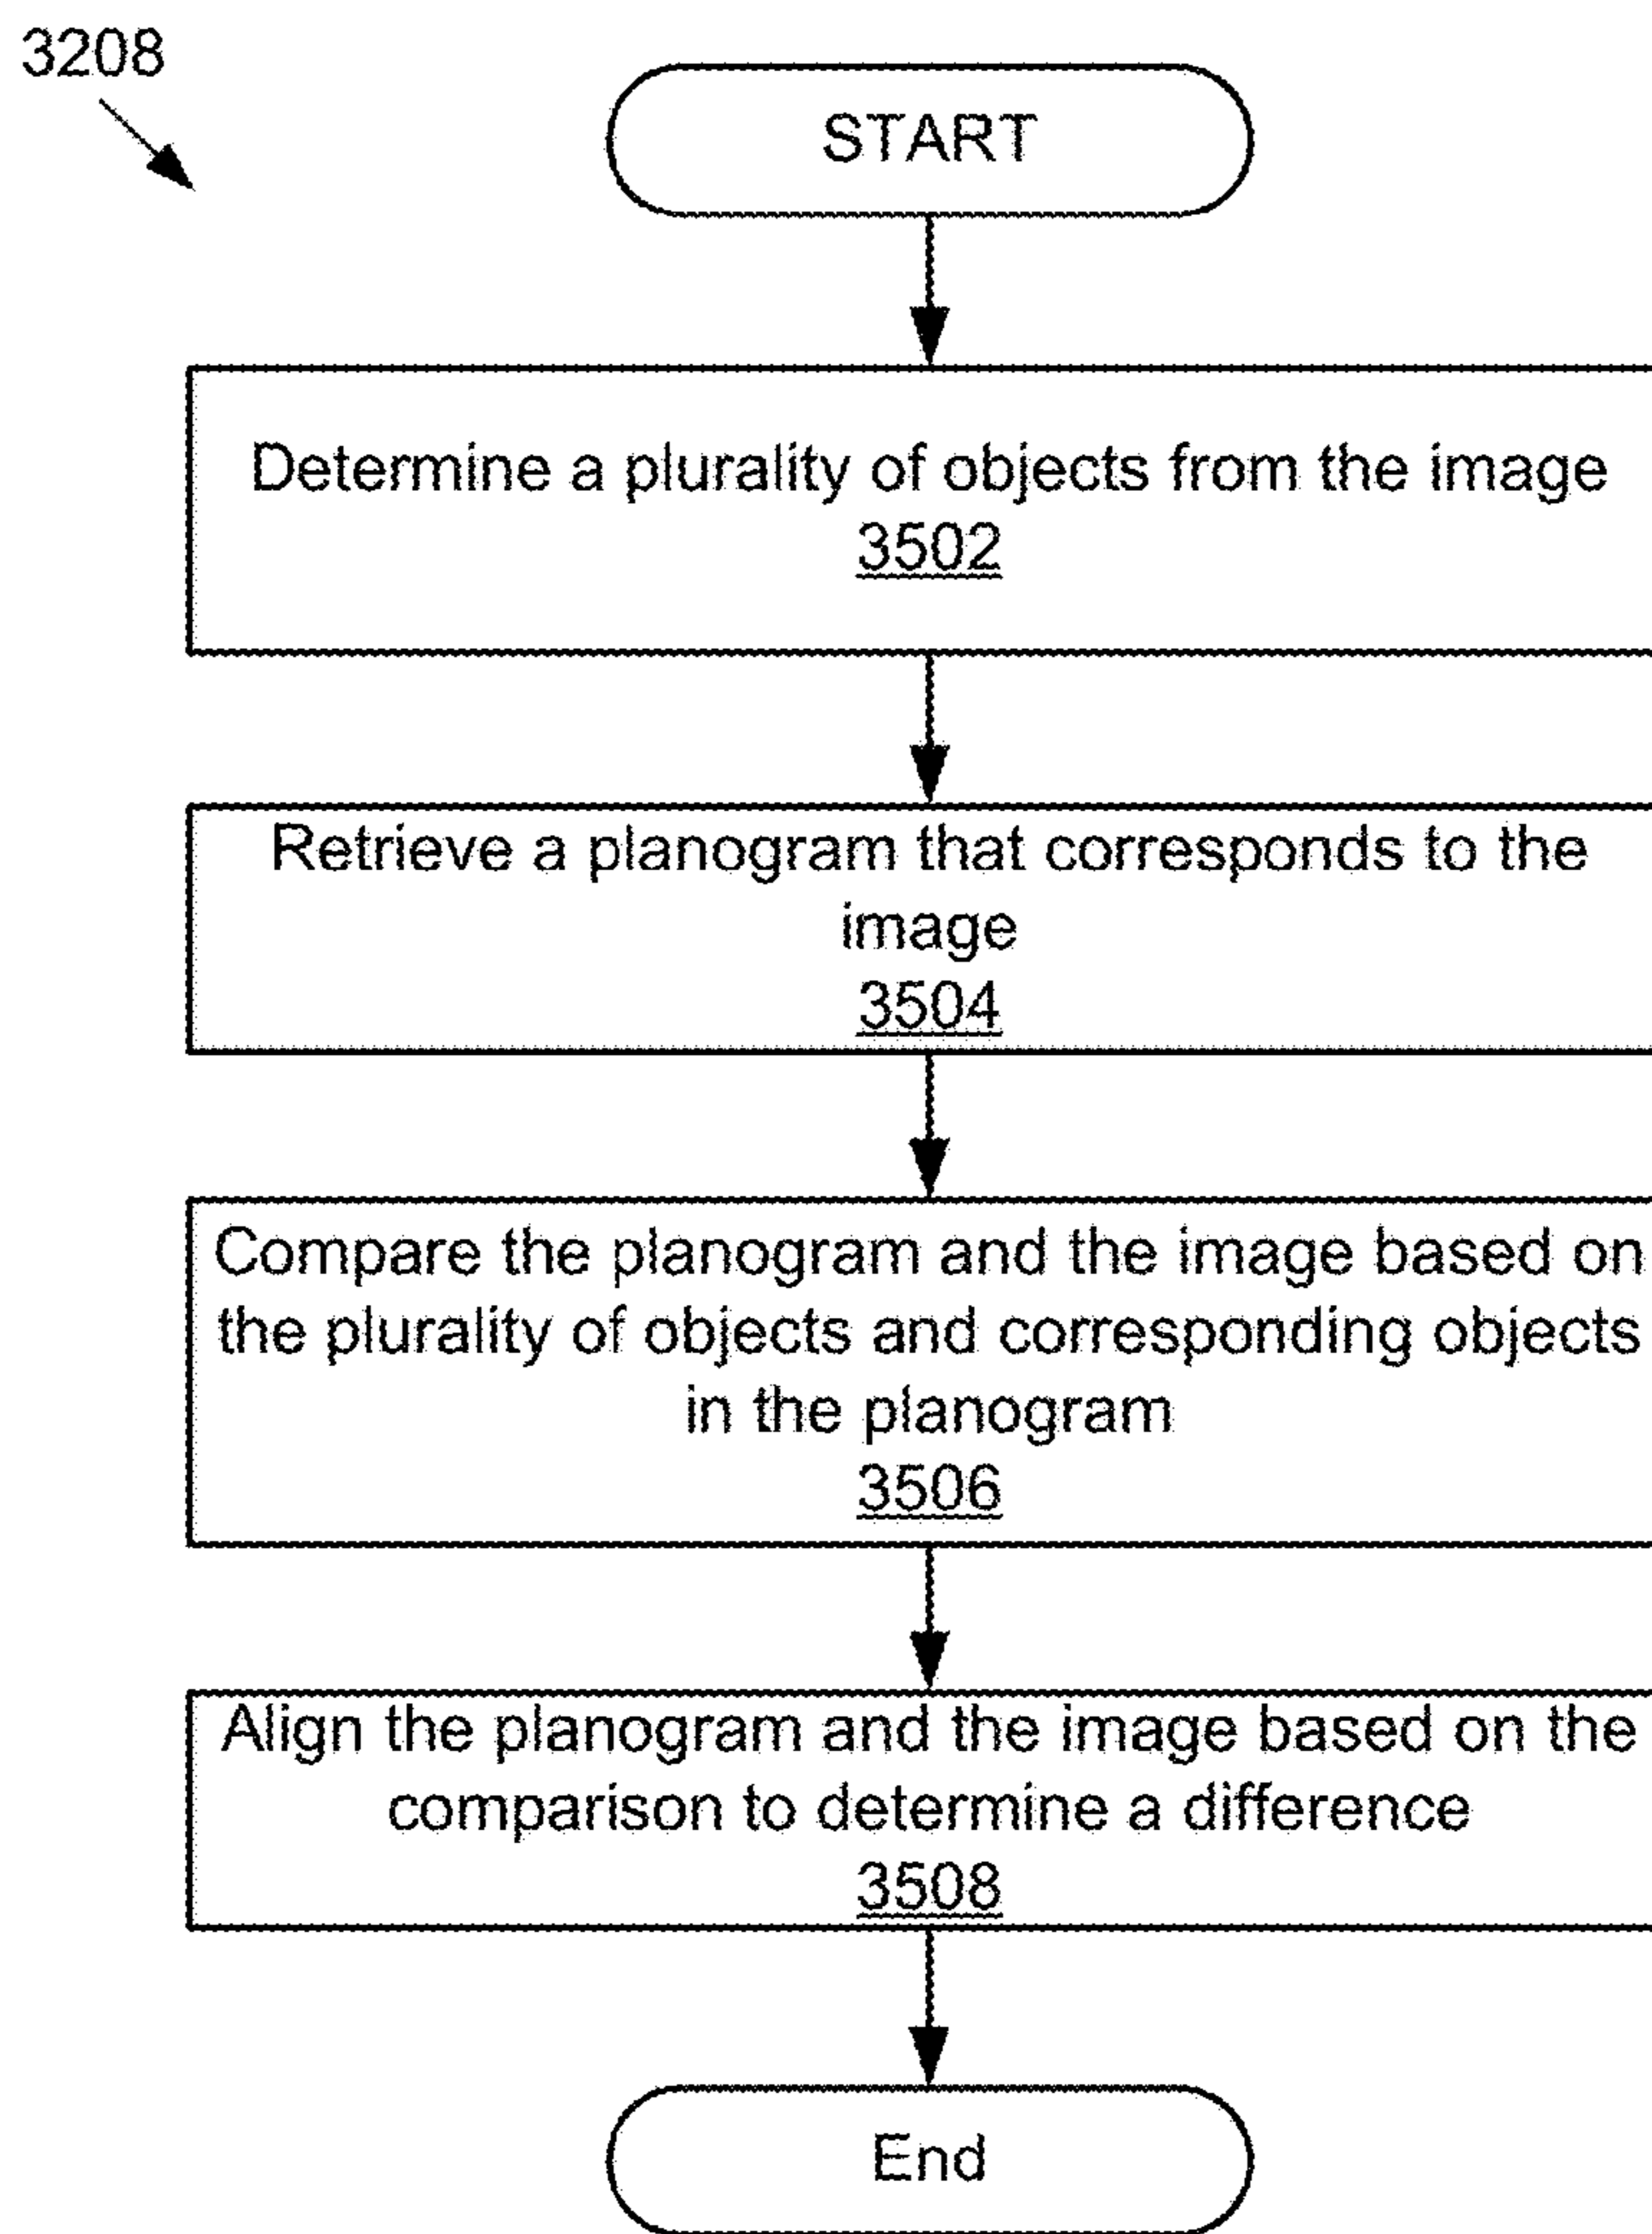 3208
START
Determine a plurality of objects from the image
3502
Retrieve a planogram that corresponds to the
image
3504
Compare the planogram and the image based on
the plurality of objects and corresponding objects
in the planogram
3506
Align the planogram and the image based on the
comparison to determine a difference
3508
End